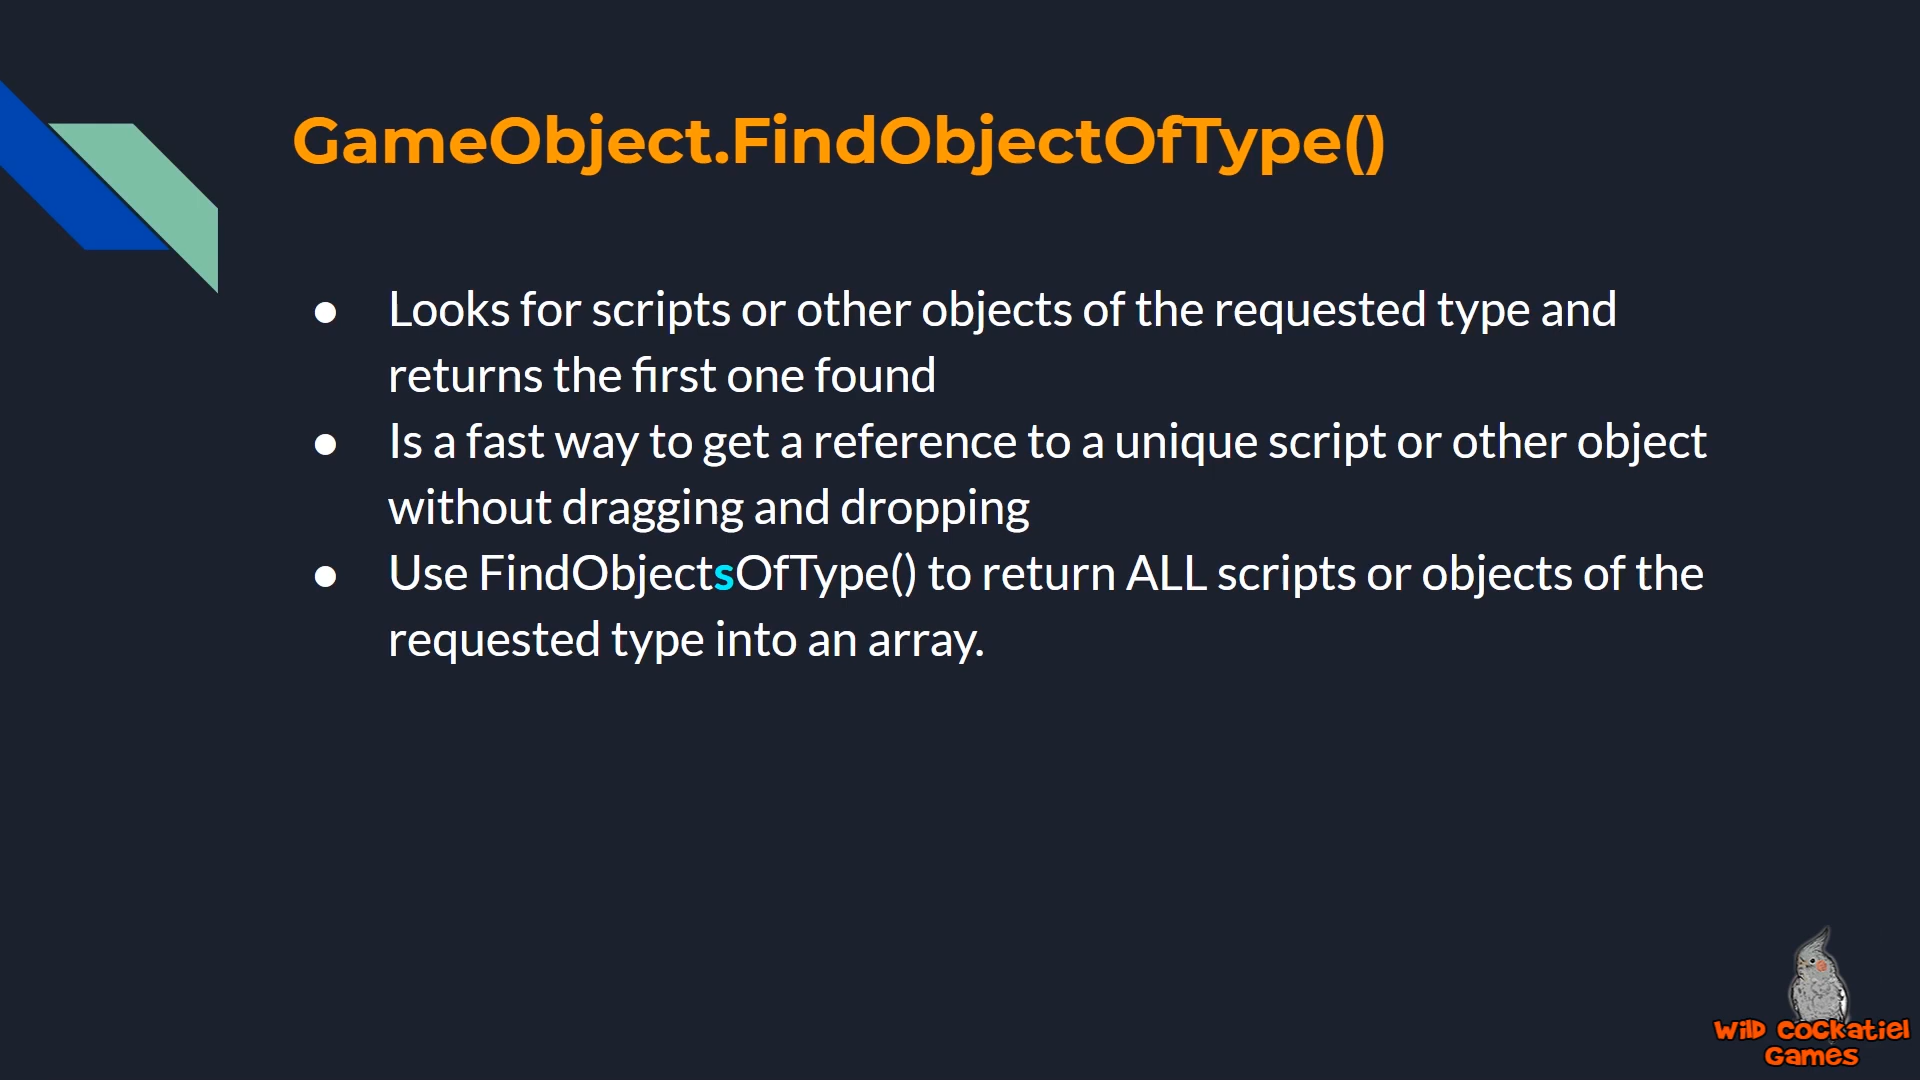 GameObject.FindObjectOfType()
● Looks for scripts or other objects of the requested type and
returns the first one found
● Is a fast way to get a reference to a unique script or other object
without dragging and dropping
● Use FindObjectsOfType() to return ALL scripts or objects of the
requested type into an array.
Wild Cockatiel
Games